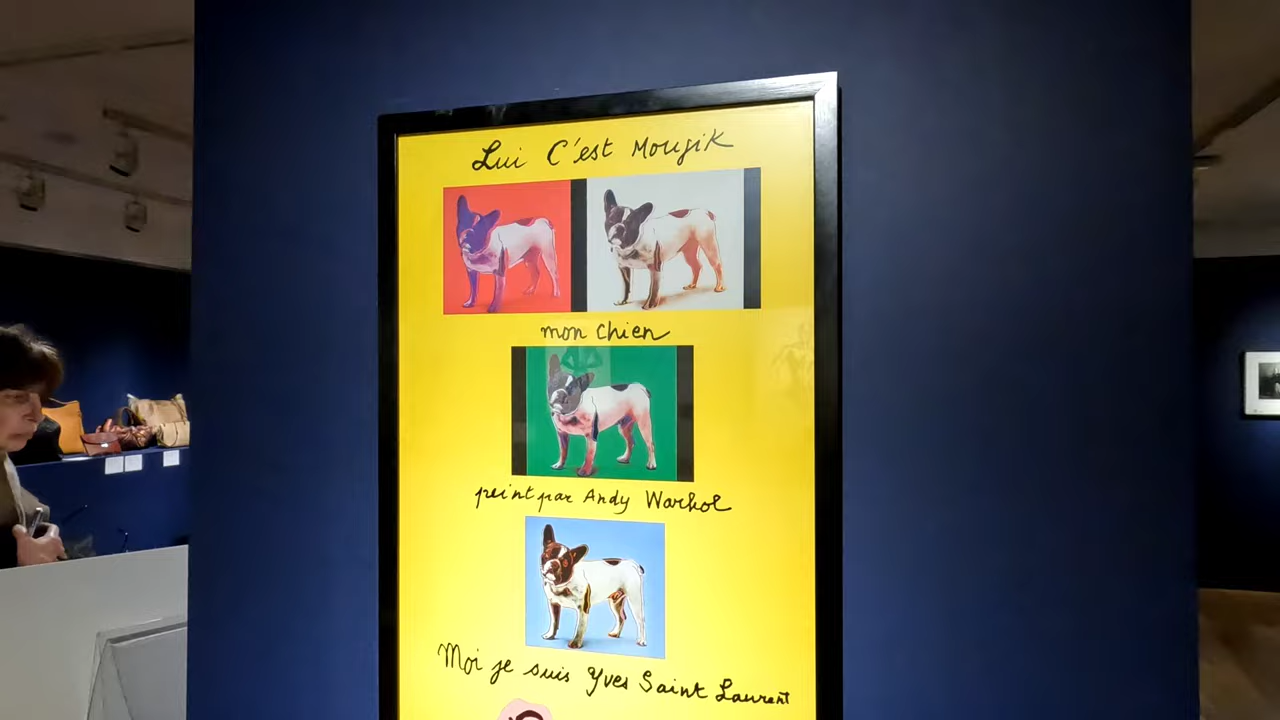 Lui C'est Moujik
mon chien
peint par Andy Warhol
Moi je suis Yves Saint Laurent